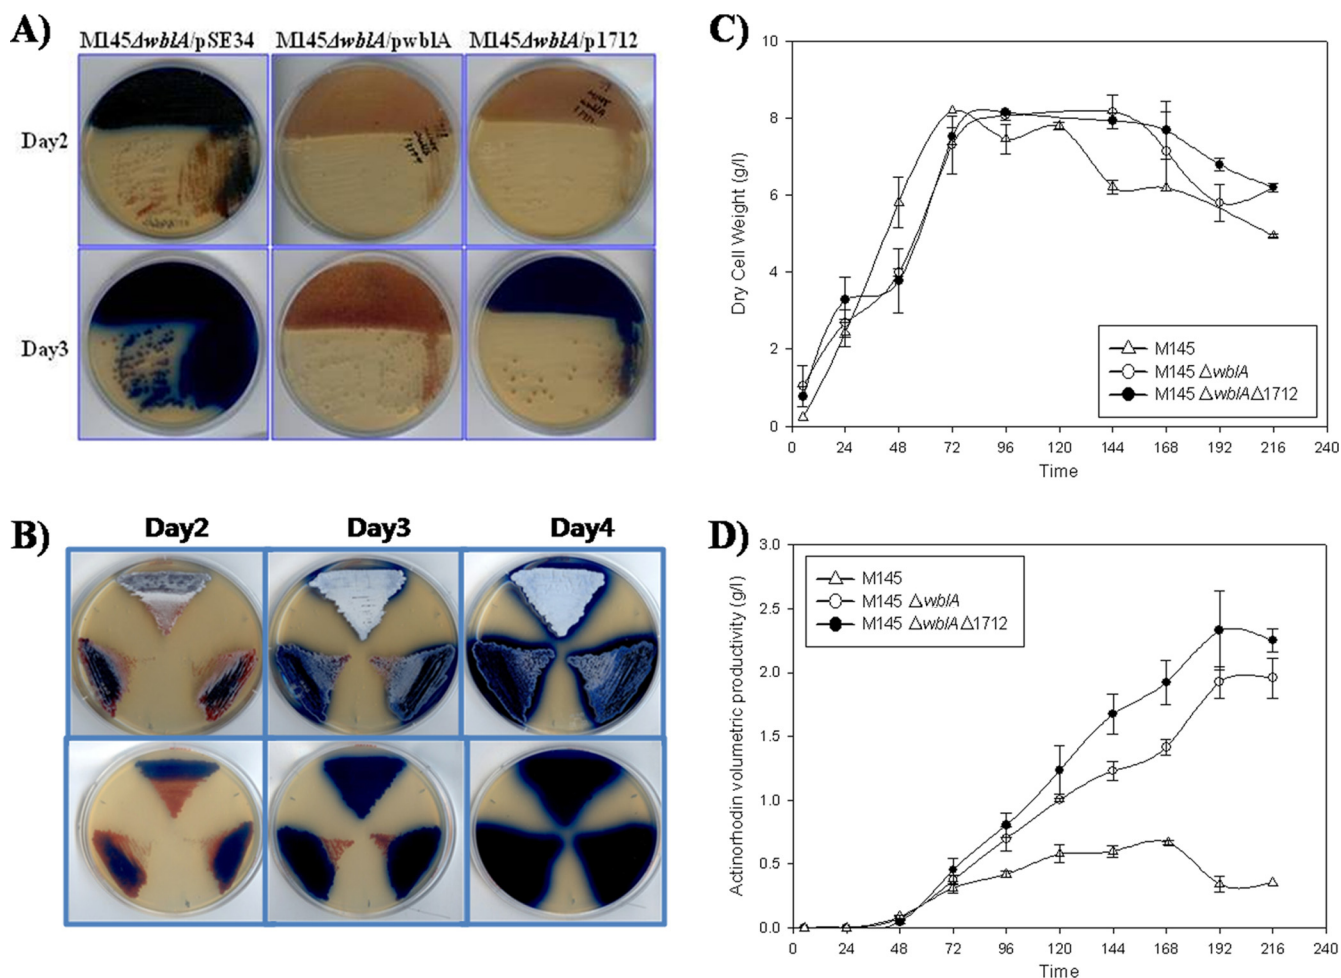 A)
M145ΔwblA/pSE34 M145ΔwblA/pwblA M145ΔwblA/p1712
Day2
Day3
B)
Day2 Day3 Day4
C)
Dry Cell Weight (g/l)
10
8
6
4
2
0
M145
M145 ΔwblA
M145 ΔwblAΔ1712
0 24 48 72 96 120 144 168 192 216 240
Time
D)
Actinorhodin volumetric productivity (g/l)
3.0
2.5
2.0
1.5
1.0
0.5
0.0
M145
M145 ΔwblA
M145 ΔwblAΔ1712
0 24 48 72 96 120 144 168 192 216 240
Time